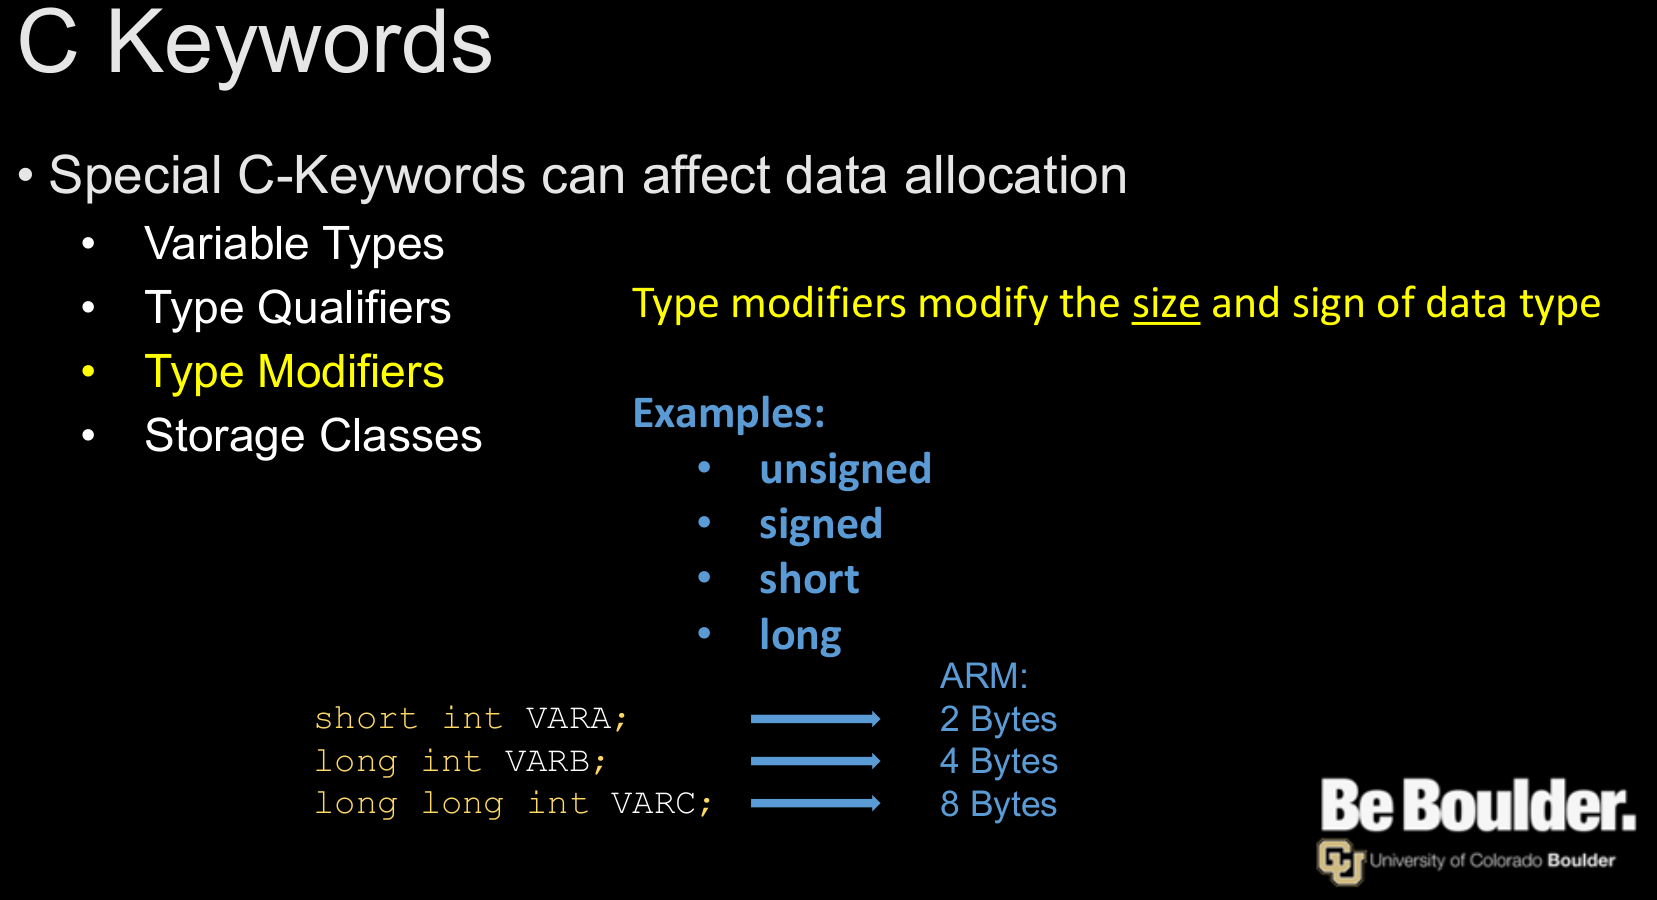 C Keywords
• Special C-Keywords can affect data allocation
• Variable Types
• Type Qualifiers
Type modifiers modify the size and sign of data type
• Type Modifiers
• Storage Classes
Examples:
• unsigned
• signed
• short
• long
ARM:
short int VARA; 2 Bytes
long int VARB; 4 Bytes
long long int VARC; 8 Bytes
Be Boulder.
CU University of Colorado Boulder